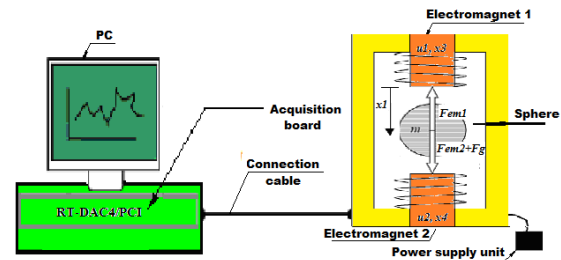 PC
Electromagnet 1
u1, x3
x1
Fem1
m
Fem2+Fg
Sphere
Acquisition
board
Connection
cable
RT-DAC4/PCI
u2, x4
Electromagnet 2
Power supply unit